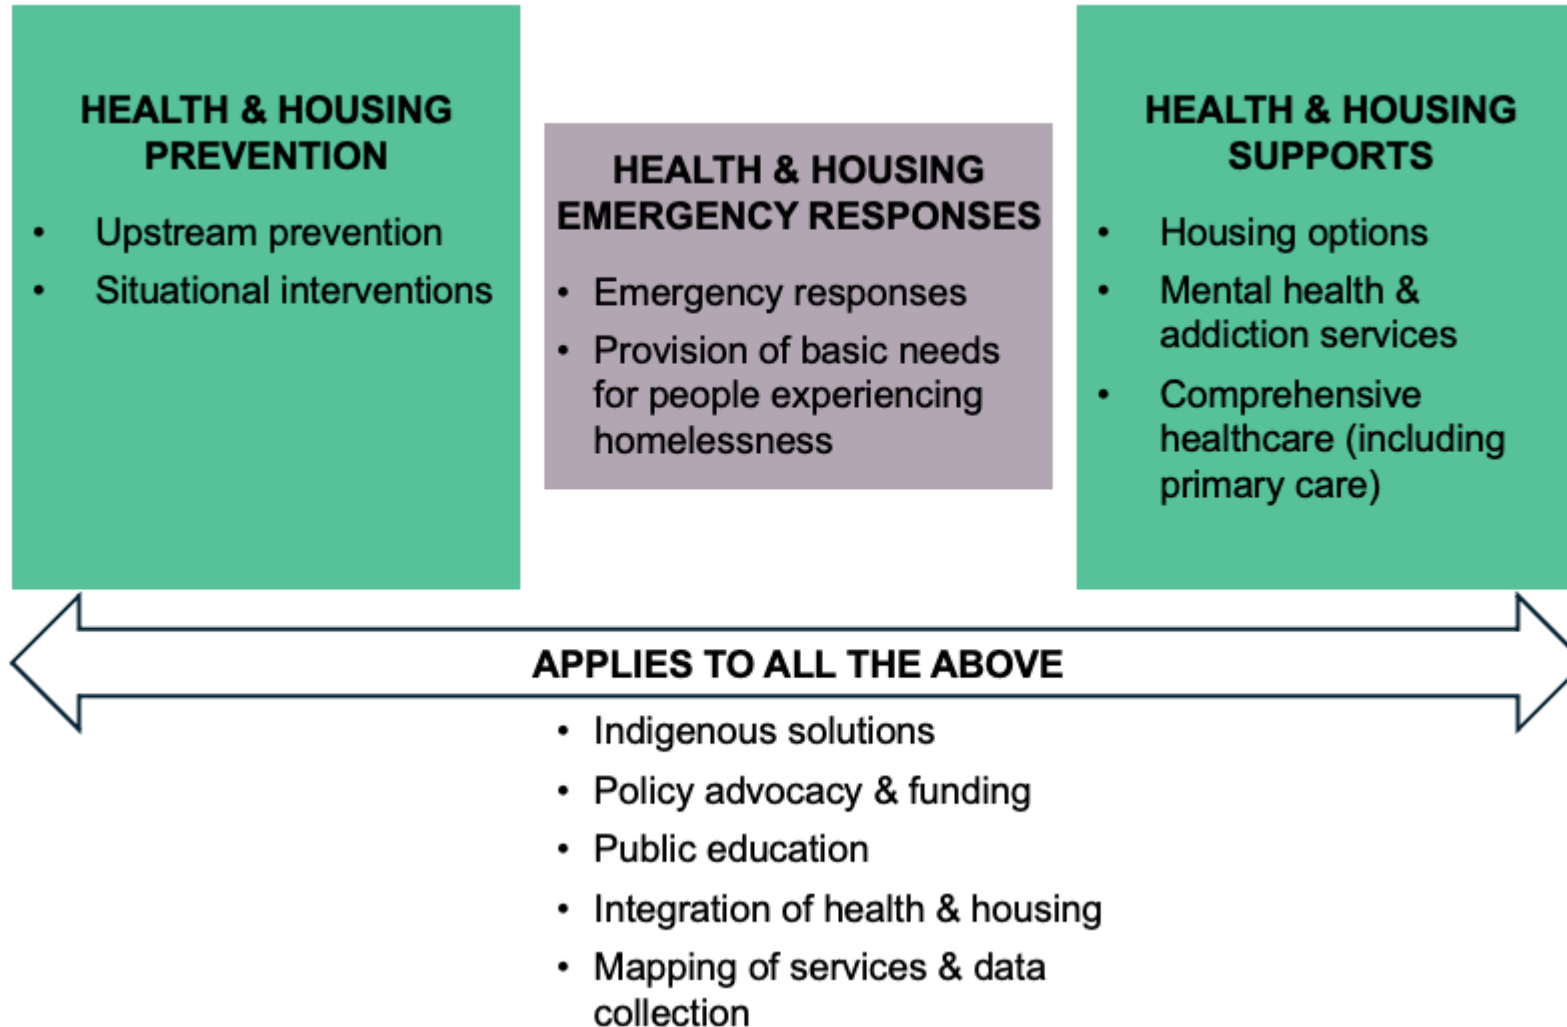 HEALTH & HOUSING
PREVENTION
• Upstream prevention
• Situational interventions
HEALTH & HOUSING
EMERGENCY RESPONSES
• Emergency responses
• Provision of basic needs
for people experiencing
homelessness
HEALTH & HOUSING
SUPPORTS
• Housing options
• Mental health &
addiction services
• Comprehensive
healthcare (including
primary care)
APPLIES TO ALL THE ABOVE
• Indigenous solutions
• Policy advocacy & funding
• Public education
• Integration of health & housing
• Mapping of services & data
collection